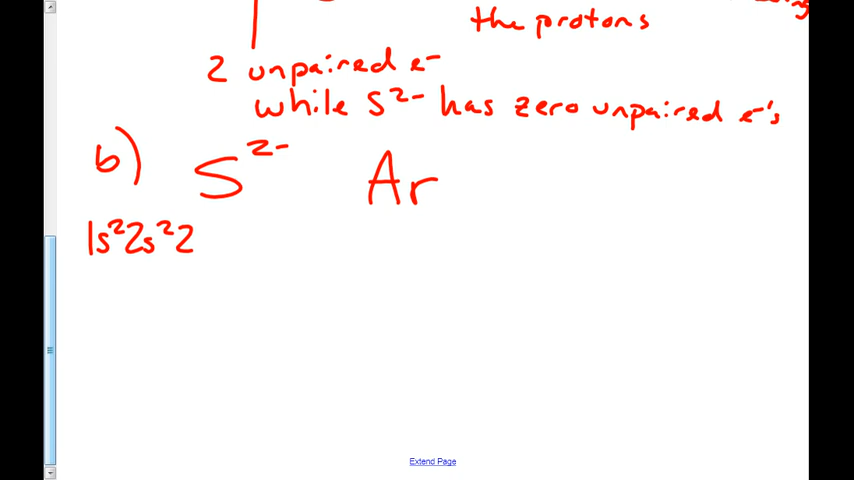 the protons
2 unpaired e⁻
while S²⁻ has zero unpaired e⁻'s
b) S²⁻ Ar
1s²2s²2
Extend Page